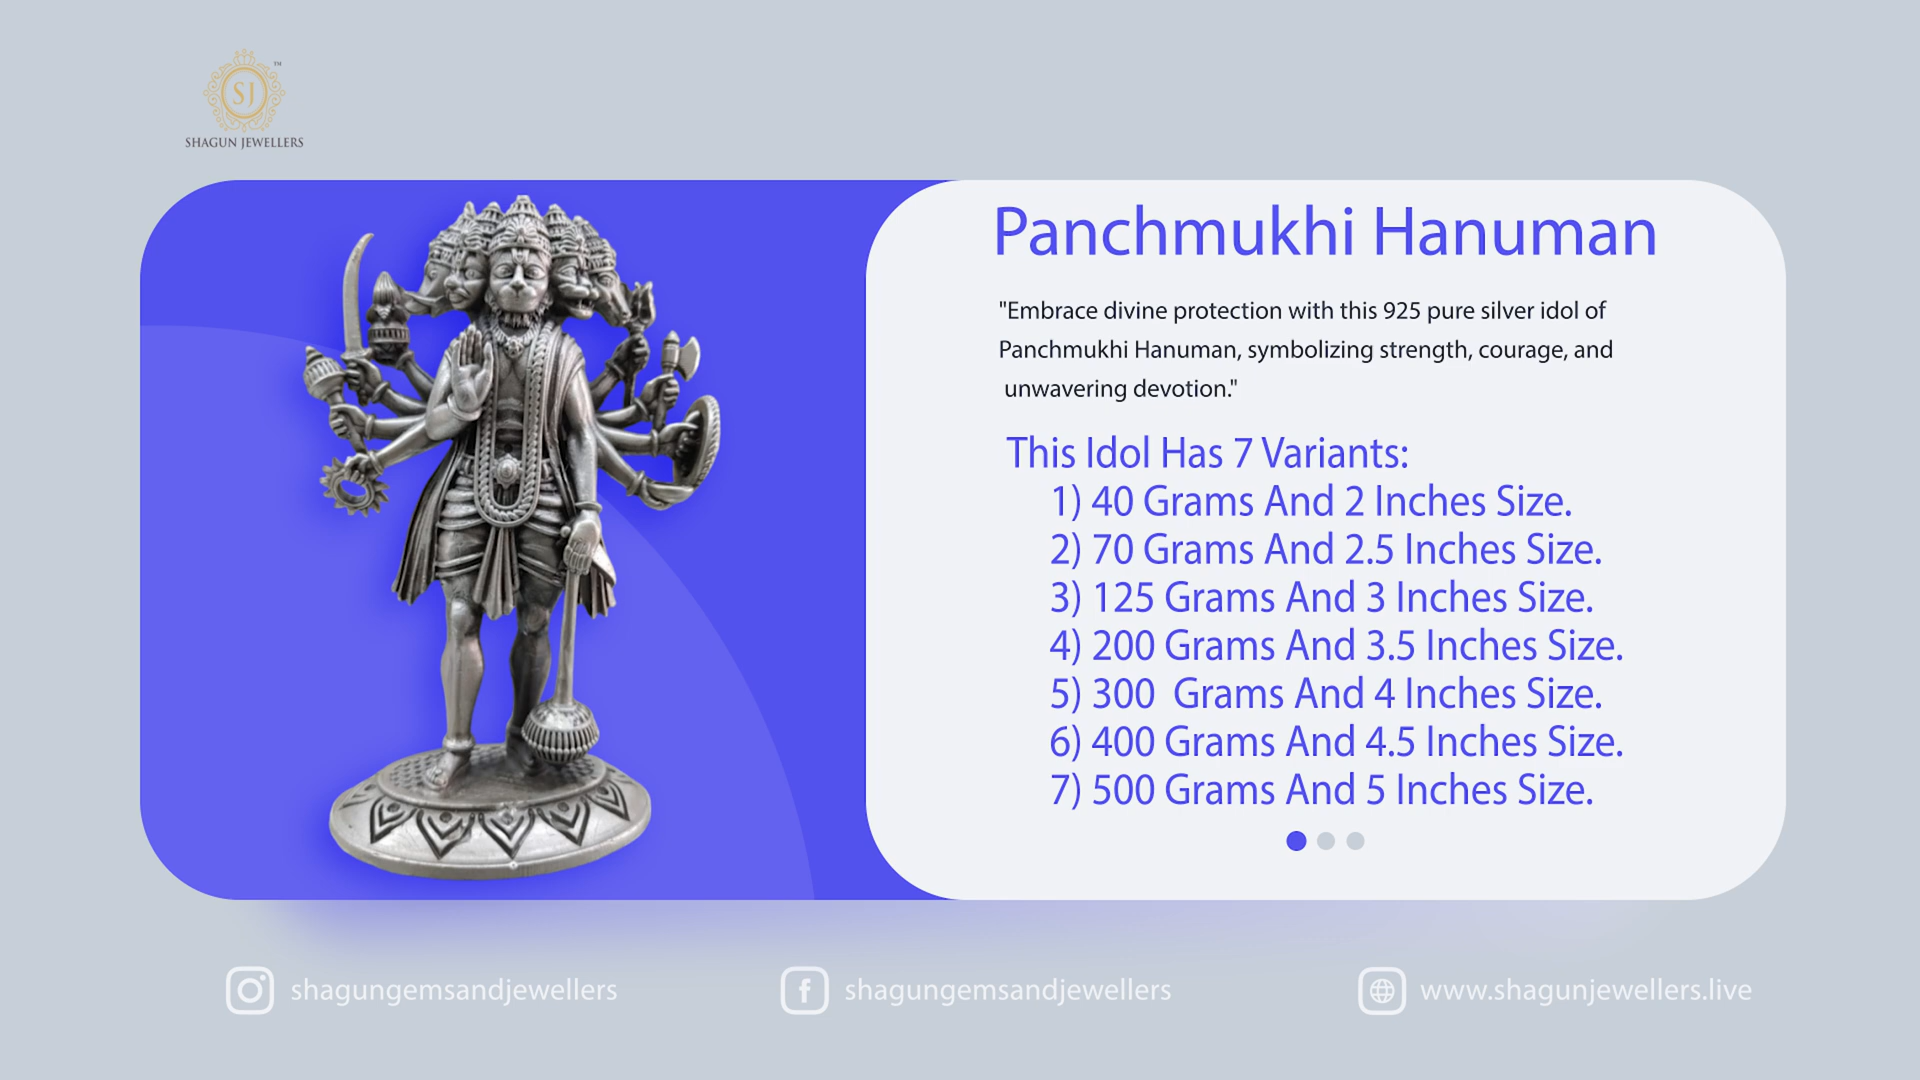 SJ
TM
SHAGUN JEWELLERS
Panchmukhi Hanuman
"Embrace divine protection with this 925 pure silver idol of
Panchmukhi Hanuman, symbolizing strength, courage, and
unwavering devotion."
This Idol Has 7 Variants:
1) 40 Grams And 2 Inches Size.
2) 70 Grams And 2.5 Inches Size.
3) 125 Grams And 3 Inches Size.
4) 200 Grams And 3.5 Inches Size.
5) 300  Grams And 4 Inches Size.
6) 400 Grams And 4.5 Inches Size.
7) 500 Grams And 5 Inches Size.
shagungemsandjewellers
shagungemsandjewellers
www.shagunjewellers.live